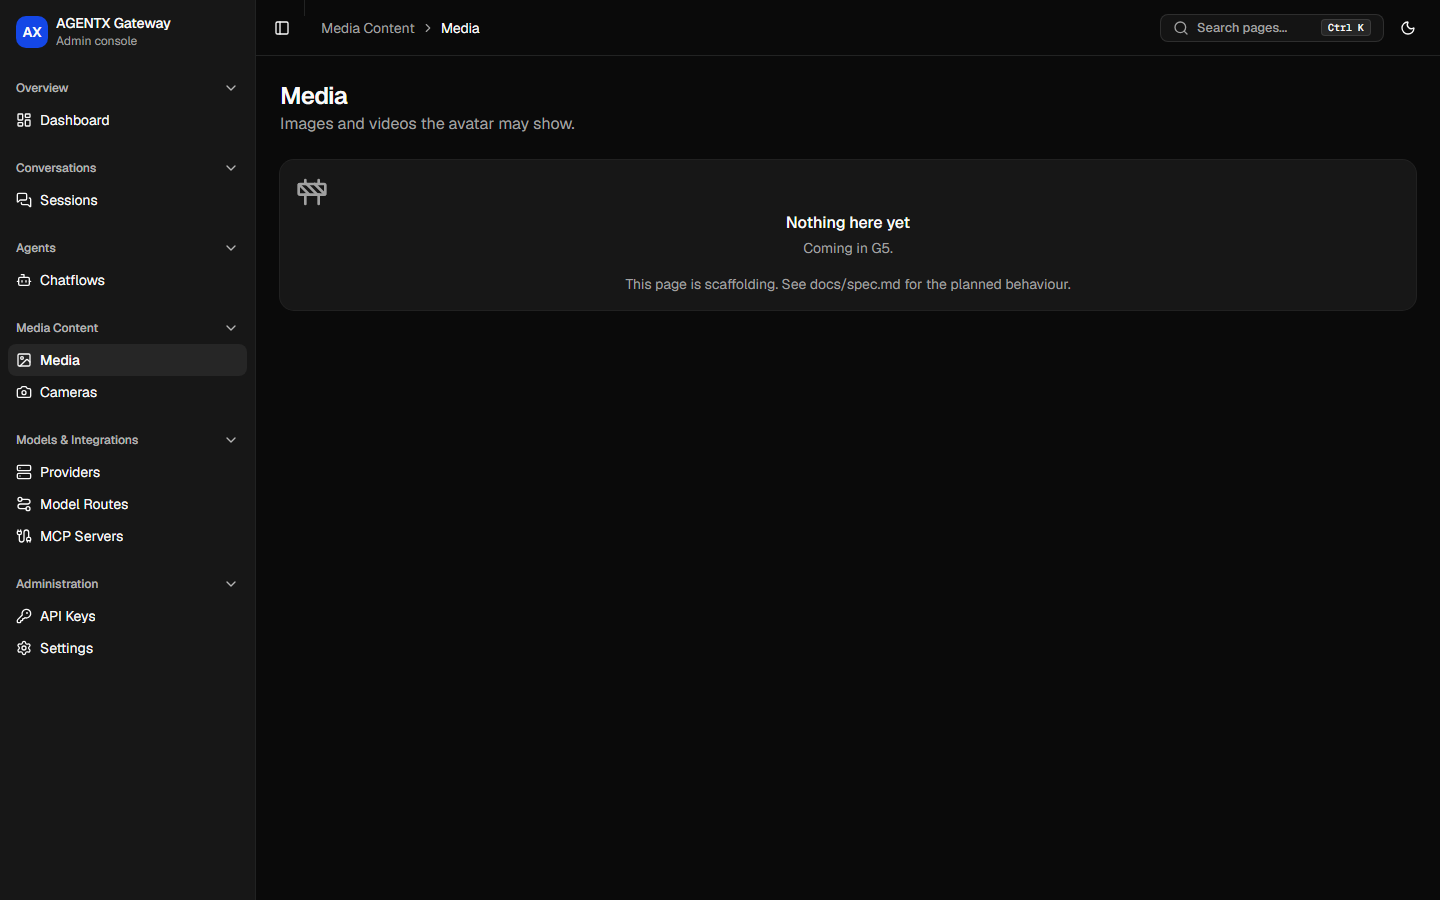 AX
AGENTX Gateway
Admin console
Overview
Dashboard
Conversations
Sessions
Agents
Chatflows
Media Content
Media
Cameras
Models & Integrations
Providers
Model Routes
MCP Servers
Administration
API Keys
Settings
Media Content > Media
Search pages... Ctrl K
Media
Images and videos the avatar may show.
Nothing here yet
Coming in G5.
This page is scaffolding. See docs/spec.md for the planned behaviour.